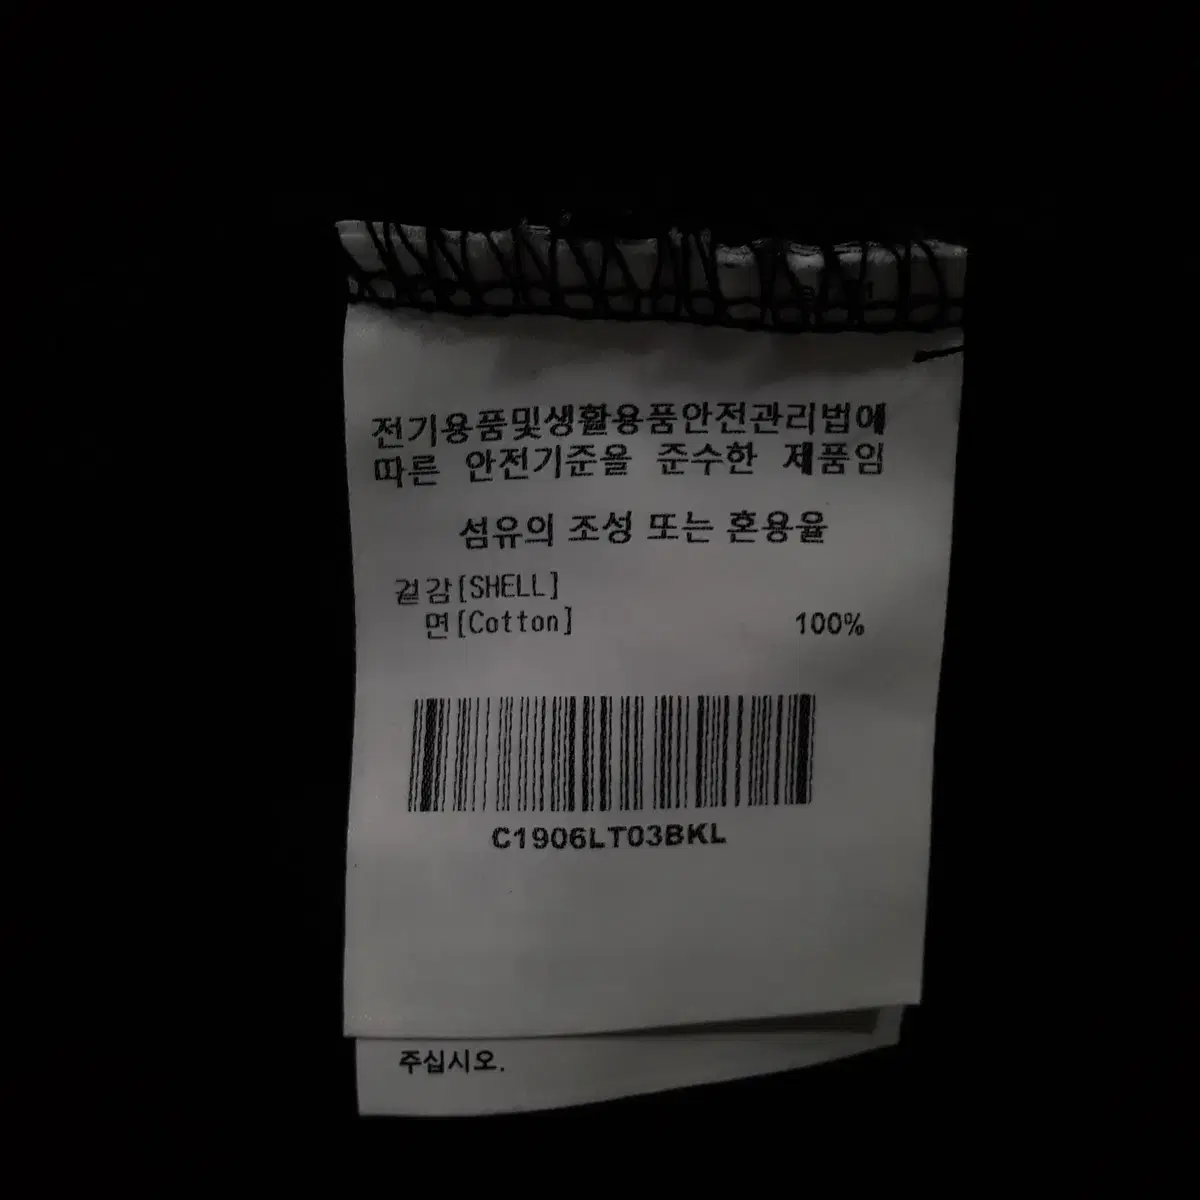 전기용품및생활용품안전관리법에
따른 안전기준을 준수한 제품임
섬유의 조성 또는 혼용율
겉감[SHELL]
면[Cotton] 100%
C1906LT03BKL
주십시오.